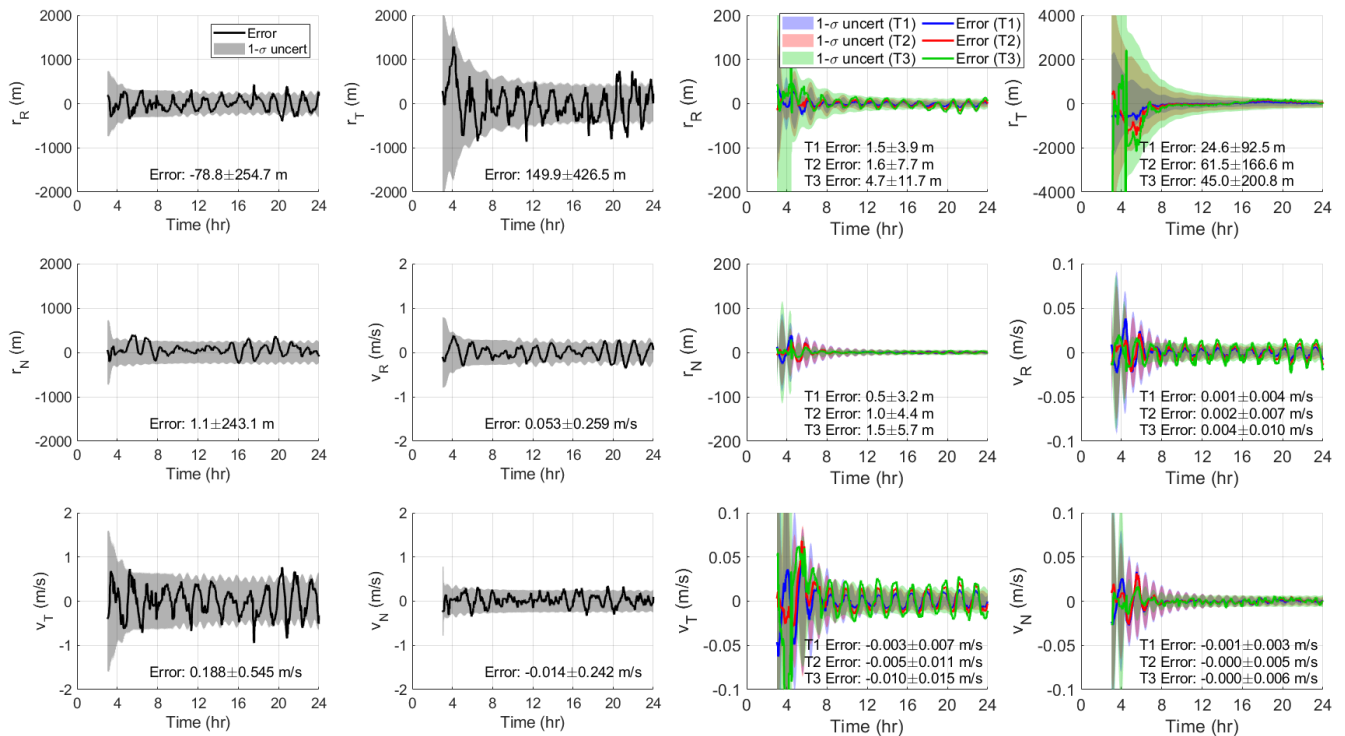 2000
1000
0
-1000
-2000
r_R (m)
0 4 8 12 16 20 24
Time (hr)
Error
1-σ uncert
Error: -78.8±254.7 m
2000
1000
0
-1000
-2000
r_T (m)
0 4 8 12 16 20 24
Time (hr)
Error: 149.9±426.5 m
200
100
0
100
200
r_R (m)
0 4 8 12 16 20 24
Time (hr)
1-σ uncert (T1) Error (T1)
1-σ uncert (T2) Error (T2)
1-σ uncert (T3) Error (T3)
T1 Error: 1.5±3.9 m
T2 Error: 1.6±7.7 m
T3 Error: 4.7±11.7 m
4000
2000
0
-2000
-4000
r_T (m)
0 4 8 12 16 20 24
Time (hr)
T1 Error: 24.6±92.5 m
T2 Error: 61.5±166.6 m
T3 Error: 45.0±200.8 m
2000
1000
0
-1000
2000
r_N (m)
0 4 8 12 16 20 24
Time (hr)
Error: 1.1±243.1 m
2
1
0
-1
-2
v_R (m/s)
0 4 8 12 16 20 24
Time (hr)
Error: 0.053±0.259 m/s
200
100
0
100
200
r_N (m)
0 4 8 12 16 20 24
Time (hr)
T1 Error: 0.5±3.2 m
T2 Error: 1.0±4.4 m
T3 Error: 1.5±5.7 m
0.1
0.05
0
-0.05
-0.1
v_R (m/s)
0 4 8 12 16 20 24
Time (hr)
T1 Error: 0.001±0.004 m/s
T2 Error: 0.002±0.007 m/s
T3 Error: 0.004±0.010 m/s
2
1
0
-1
-2
v_T (m/s)
0 4 8 12 16 20 24
Time (hr)
Error: 0.188±0.545 m/s
2
1
0
-1
-2
v_N (m/s)
0 4 8 12 16 20 24
Time (hr)
Error: -0.014±0.242 m/s
0.1
0.05
0
-0.05
-0.1
v_T (m/s)
0 4 8 12 16 20 24
Time (hr)
T1 Error: -0.003±0.007 m/s
T2 Error: -0.005±0.011 m/s
T3 Error: -0.010±0.015 m/s
0.1
0.05
0
-0.05
-0.1
v_N (m/s)
0 4 8 12 16 20 24
Time (hr)
T1 Error: -0.001±0.003 m/s
T2 Error: -0.000±0.005 m/s
T3 Error: -0.000±0.006 m/s